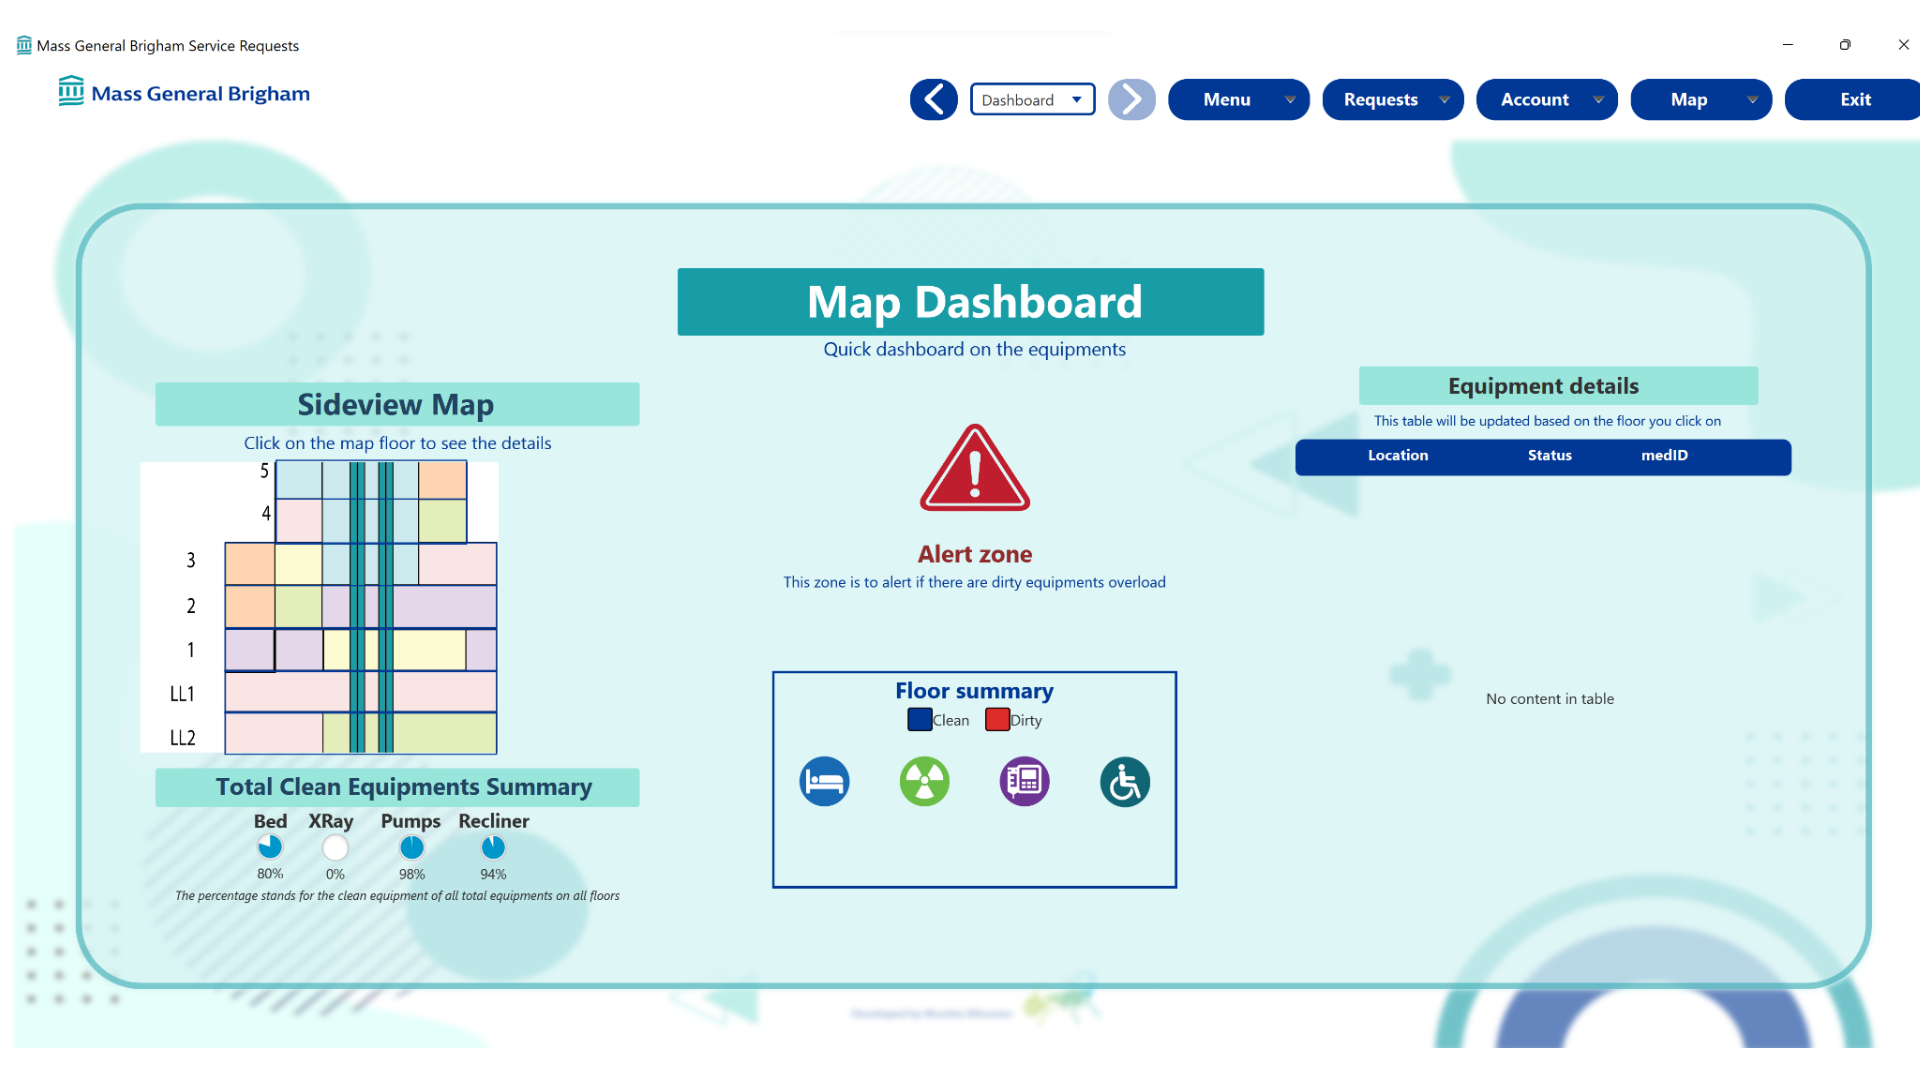 Mass General Brigham Service Requests
Mass General Brigham
Dashboard
Menu
Requests
Account
Map
Exit
Map Dashboard
Quick dashboard on the equipments
Sideview Map
Click on the map floor to see the details
5
4
3
2
1
LL1
LL2
Total Clean Equipments Summary
Bed XRay Pumps Recliner
80% 0% 98% 94%
The percentage stands for the clean equipment of all total equipments on all floors
Alert zone
This zone is to alert if there are dirty equipments overload
Floor summary
Clean Dirty
Equipment details
This table will be updated based on the floor you click on
Location Status medID
No content in table